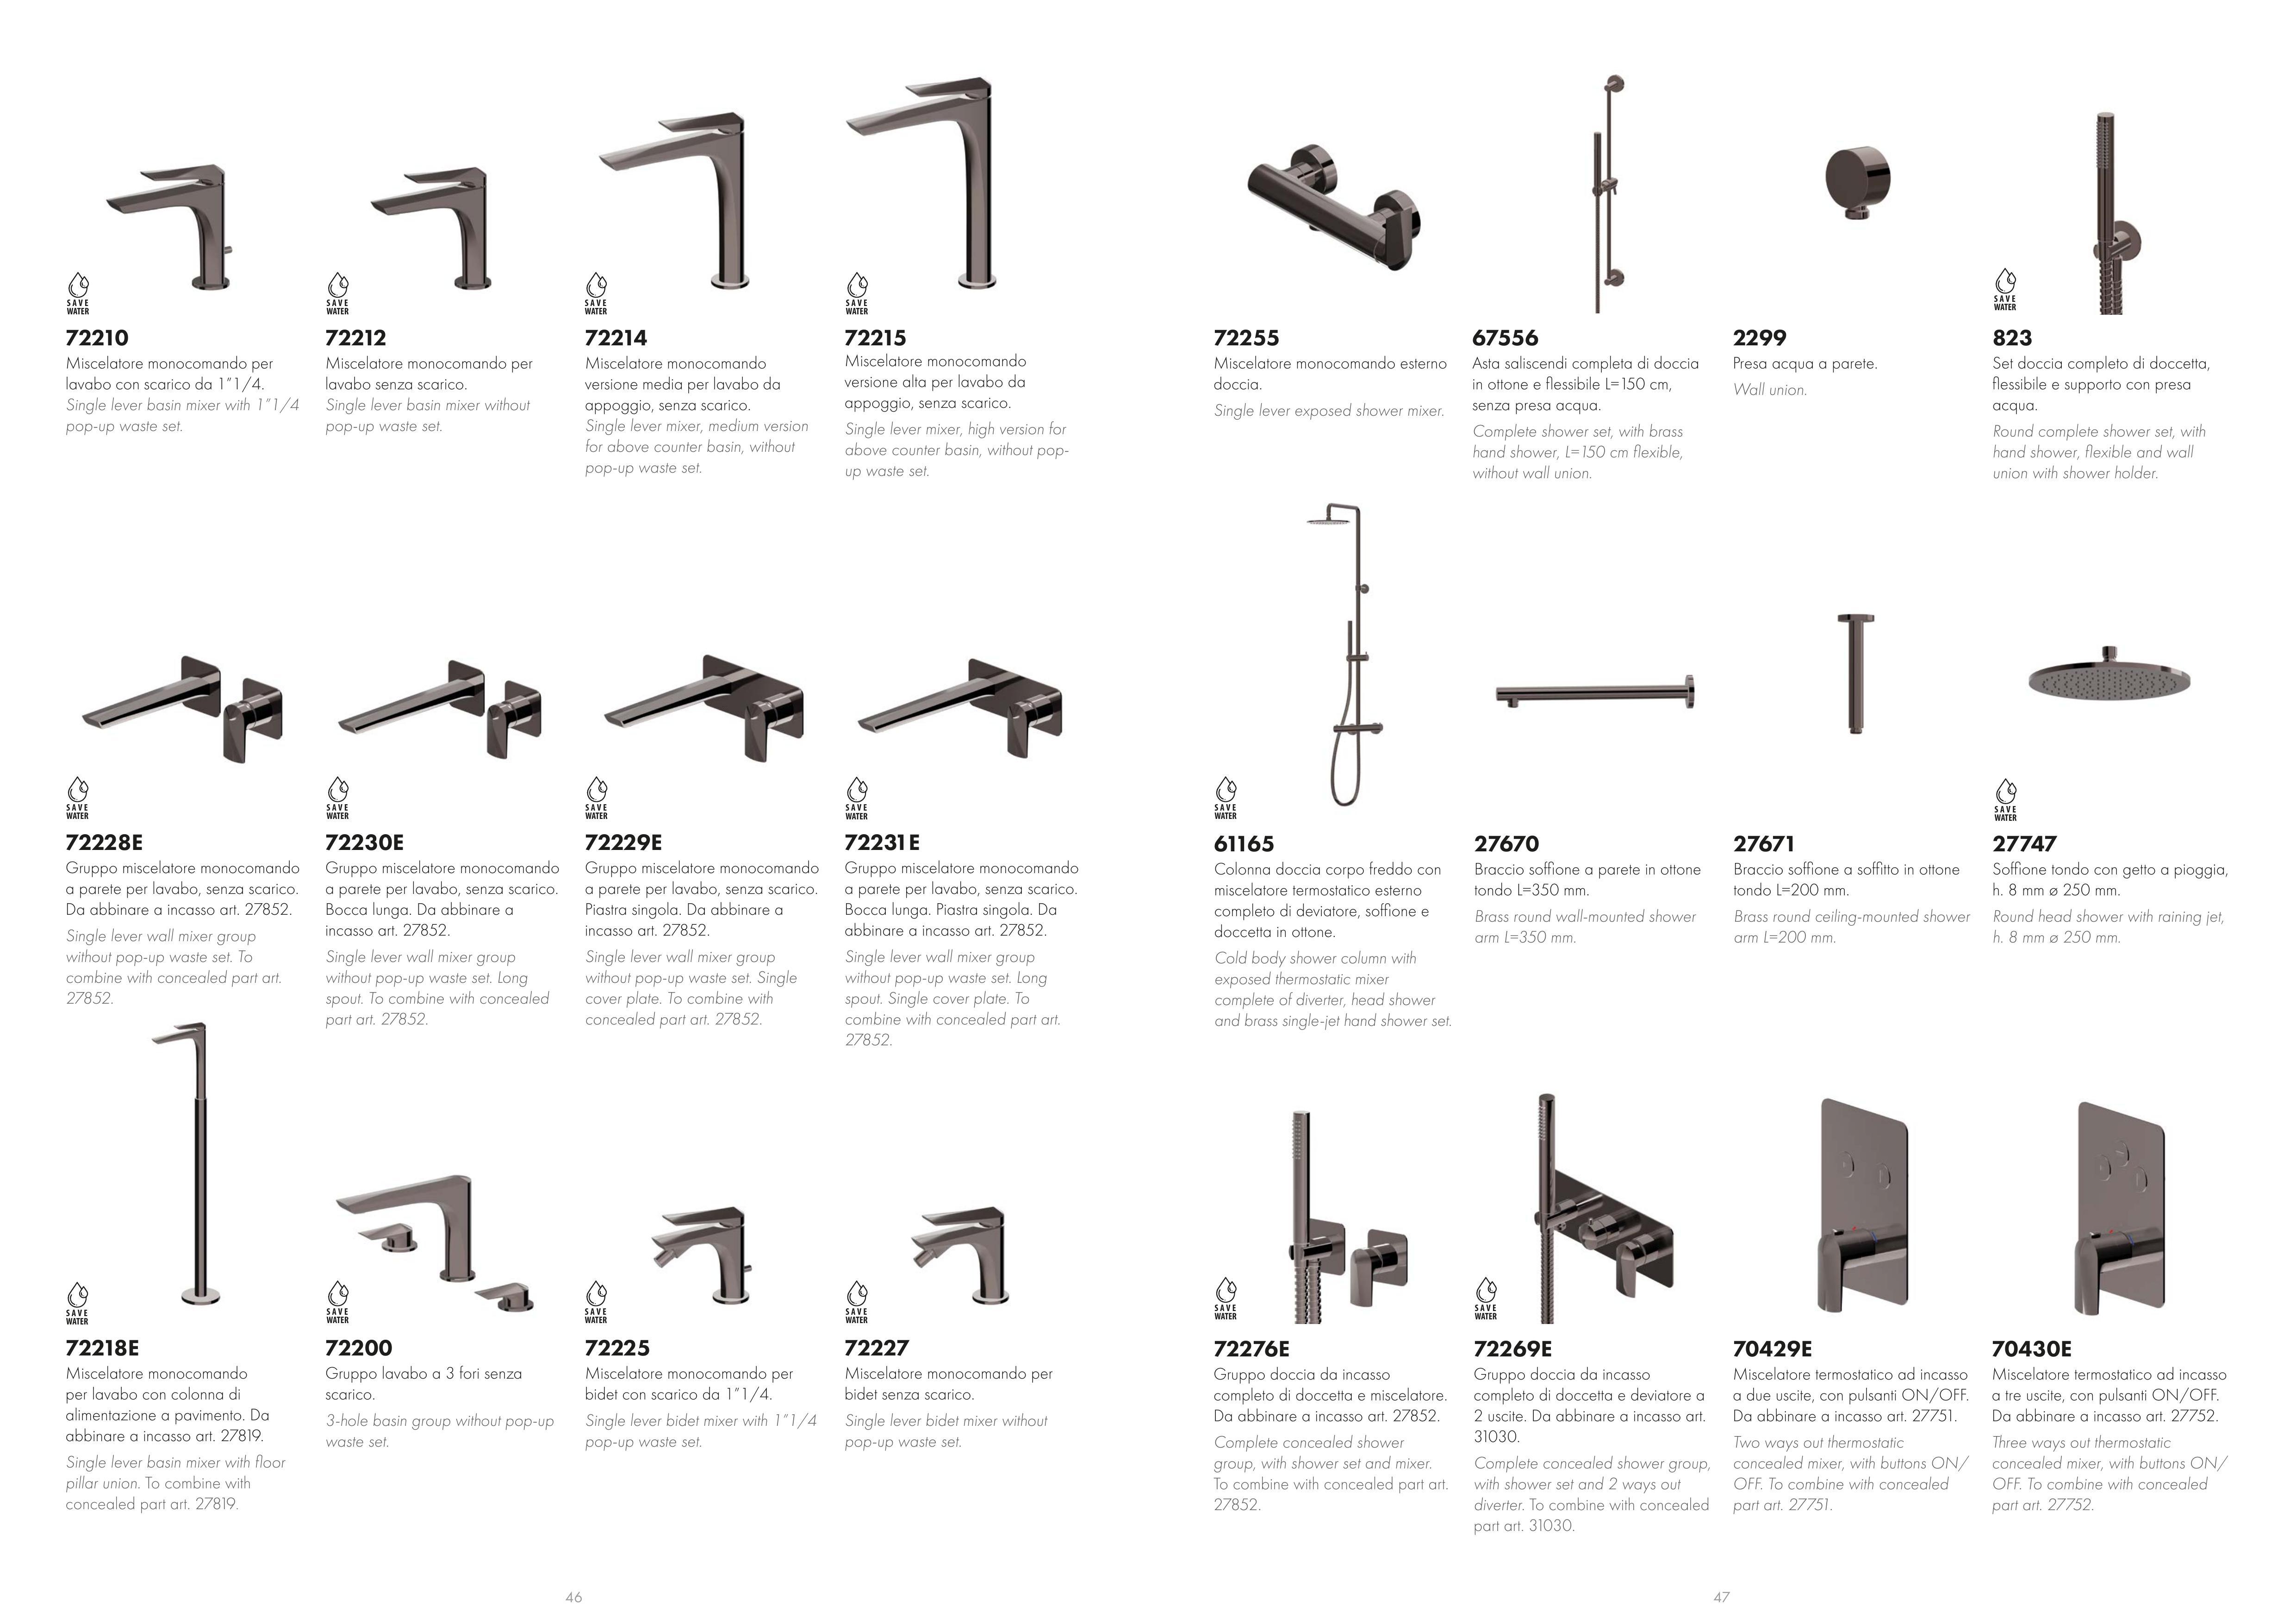 SAVE
WATER
72210
Miscelatore monocomando per
lavabo con scarico da 1”1/4.
Single lever basin mixer with 1”1/4
pop-up waste set.
SAVE
WATER
72212
Miscelatore monocomando per
lavabo senza scarico.
Single lever basin mixer without
pop-up waste set.
SAVE
WATER
72214
Miscelatore monocomando
versione media per lavabo da
appoggio, senza scarico.
Single lever mixer, medium version
for above counter basin, without
pop-up waste set.
SAVE
WATER
72215
Miscelatore monocomando
versione alta per lavabo da
appoggio, senza scarico.
Single lever mixer, high version for
above counter basin, without pop-
up waste set.
SAVE
WATER
72228E
Gruppo miscelatore monocomando
a parete per lavabo, senza scarico.
Da abbinare a incasso art. 27852.
Single lever wall mixer group
without pop-up waste set. To
combine with concealed part art.
27852.
SAVE
WATER
72230E
Gruppo miscelatore monocomando
a parete per lavabo, senza scarico.
Bocca lunga. Da abbinare a
incasso art. 27852.
Single lever wall mixer group
without pop-up waste set. Long
spout. To combine with concealed
part art. 27852.
SAVE
WATER
72229E
Gruppo miscelatore monocomando
a parete per lavabo, senza scarico.
Piastra singola. Da abbinare a
incasso art. 27852.
Single lever wall mixer group
without pop-up waste set. Single
cover plate. To combine with
concealed part art. 27852.
SAVE
WATER
72231E
Gruppo miscelatore monocomando
a parete per lavabo, senza scarico.
Bocca lunga. Piastra singola. Da
abbinare a incasso art. 27852.
Single lever wall mixer group
without pop-up waste set. Long
spout. Single cover plate. To
combine with concealed part art.
27852.
SAVE
WATER
72218E
Miscelatore monocomando
per lavabo con colonna di
alimentazione a pavimento. Da
abbinare a incasso art. 27819.
Single lever basin mixer with floor
pillar union. To combine with
concealed part art. 27819.
SAVE
WATER
72200
Gruppo lavabo a 3 fori senza
scarico.
3-hole basin group without pop-up
waste set.
SAVE
WATER
72225
Miscelatore monocomando per
bidet con scarico da 1”1/4.
Single lever bidet mixer with 1”1/4
pop-up waste set.
SAVE
WATER
72227
Miscelatore monocomando per
bidet senza scarico.
Single lever bidet mixer without
pop-up waste set.
46
72255
Miscelatore monocomando esterno
doccia.
Single lever exposed shower mixer.
67556
Asta saliscendi completa di doccia
in ottone e flessibile L=150 cm,
senza presa acqua.
Complete shower set, with brass
hand shower, L=150 cm flexible,
without wall union.
2299
Presa acqua a parete.
Wall union.
SAVE
WATER
823
Set doccia completo di doccetta,
flessibile e supporto con presa
acqua.
Round complete shower set, with
hand shower, flexible and wall
union with shower holder.
SAVE
WATER
61165
Colonna doccia corpo freddo con
miscelatore termostatico esterno
completo di deviatore, soffione e
doccetta in ottone.
Cold body shower column with
exposed thermostatic mixer
complete of diverter, head shower
and brass single-jet hand shower set.
27670
Braccio soffione a parete in ottone
tondo L=350 mm.
Brass round wall-mounted shower
arm L=350 mm.
27671
Braccio soffione a soffitto in ottone
tondo L=200 mm.
Brass round ceiling-mounted shower
arm L=200 mm.
SAVE
WATER
27747
Soffione tondo con getto a pioggia,
h. 8 mm ø 250 mm.
Round head shower with raining jet,
h. 8 mm ø 250 mm.
SAVE
WATER
72276E
Gruppo doccia da incasso
completo di doccetta e miscelatore.
Da abbinare a incasso art. 27852.
Complete concealed shower
group, with shower set and mixer.
To combine with concealed part art.
27852.
SAVE
WATER
72269E
Gruppo doccia da incasso
completo di doccetta e deviatore a
2 uscite. Da abbinare a incasso art.
31030.
Complete concealed shower group,
with shower set and 2 ways out
diverter. To combine with concealed
part art. 31030.
70429E
Miscelatore termostatico ad incasso
a due uscite, con pulsanti ON/OFF.
Da abbinare a incasso art. 27751.
Two ways out thermostatic
concealed mixer, with buttons ON/
OFF. To combine with concealed
part art. 27751.
70430E
Miscelatore termostatico ad incasso
a tre uscite, con pulsanti ON/OFF.
Da abbinare a incasso art. 27752.
Three ways out thermostatic
concealed mixer, with buttons ON/
OFF. To combine with concealed
part art. 27752.
47